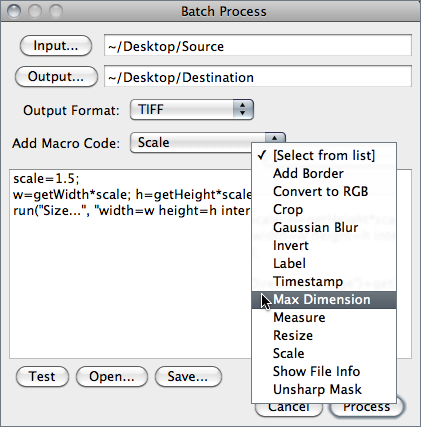 Batch Process
Input...
~/Desktop/Source
Output...
~/Desktop/Destination
Output Format:
TIFF
Add Macro Code:
Scale
✓ [Select from list]
Add Border
Convert to RGB
Crop
Gaussian Blur
Invert
Label
Timestamp
Max Dimension
Measure
Resize
Scale
Show File Info
Unsharp Mask
scale=1.5;
w=getWidth*scale; h=getHeight*scale
run("Size...", "width=w height=h inter
Test
Open...
Save...
Cancel
Process